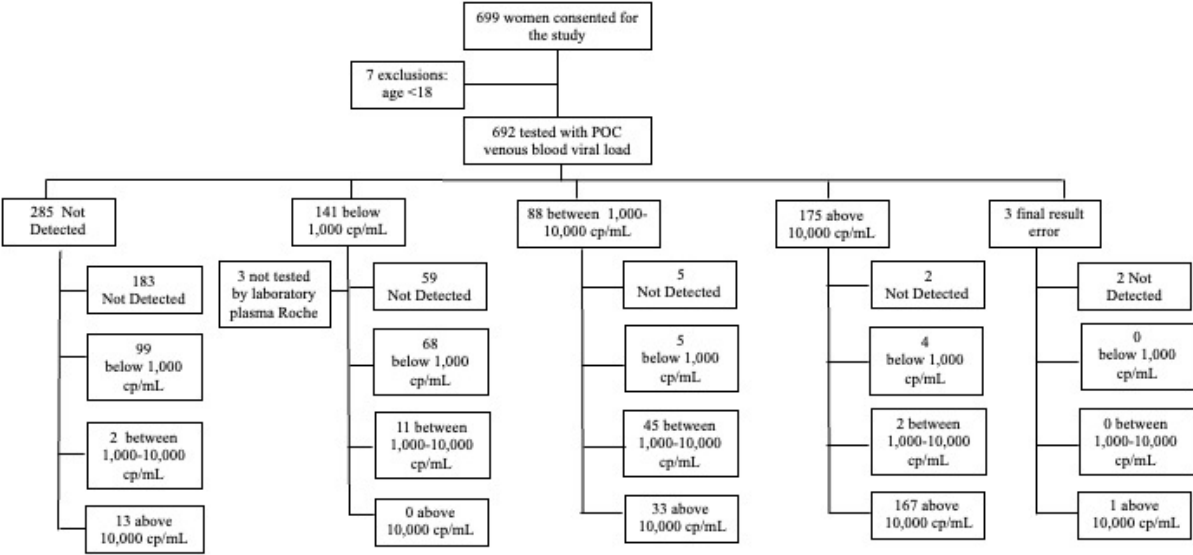 699 women consented for
the study
7 exclusions:
age <18
692 tested with POC
venous blood viral load
285 Not
Detected
183
Not Detected
99
below 1,000
cp/mL
2 between
1,000-10,000
cp/mL
13 above
10,000 cp/mL
141 below
1,000 cp/mL
3 not tested
by laboratory
plasma Roche
59
Not Detected
68
below 1,000
cp/mL
11 between
1,000-10,000
cp/mL
0 above
10,000 cp/mL
88 between 1,000-
10,000 cp/mL
5
Not Detected
5
below 1,000
cp/mL
45 between
1,000-10,000
cp/mL
33 above
10,000 cp/mL
175 above
10,000 cp/mL
2
Not Detected
4
below 1,000
cp/mL
2 between
1,000-10,000
cp/mL
167 above
10,000 cp/mL
3 final result
error
2 Not
Detected
0
below 1,000
cp/mL
0 between
1,000-10,000
cp/mL
1 above
10,000 cp/mL